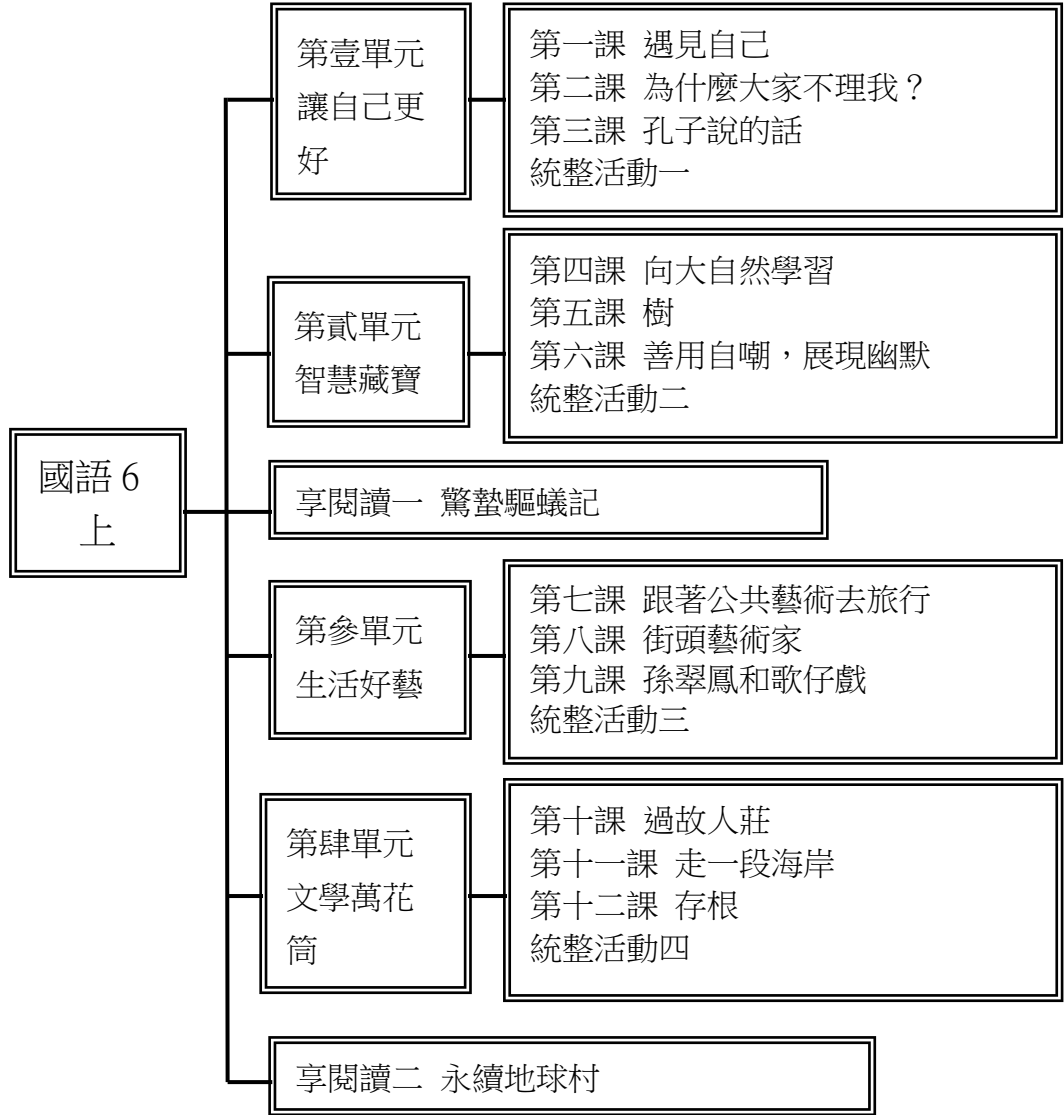 國語 6
上
第壹單元
讓自己更
好
第一課 遇見自己
第二課 為什麼大家不理我？
第三課 孔子說的話
統整活動一
第貳單元
智慧藏寶
第四課 向大自然學習
第五課 樹
第六課 善用自嘲，展現幽默
統整活動二
享閱讀一 驚蟄驅蟻記
第參單元
生活好藝
第七課 跟著公共藝術去旅行
第八課 街頭藝術家
第九課 孫翠鳳和歌仔戲
統整活動三
第肆單元
文學萬花
筒
第十課 過故人莊
第十一課 走一段海岸
第十二課 存根
統整活動四
享閱讀二 永續地球村